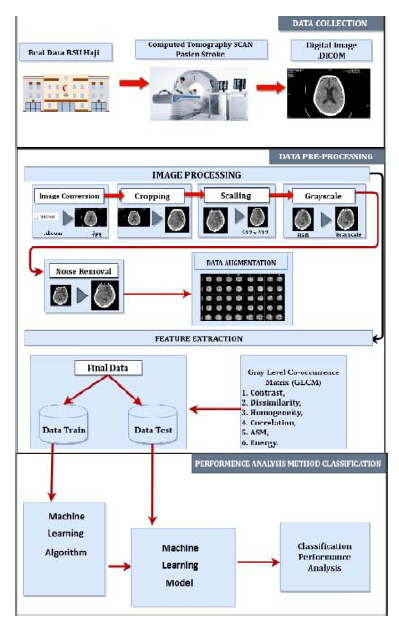 DATA COLLECTION
Real Data RSU Haji
Computed Tomography SCAN
Pasien Stroke
Digital Image
.DICOM
DATA PRE-PROCESSING
IMAGE PROCESSING
Image Conversion
Cropping
Scalling
Grayscale
.dicom
.jpg
512 x 512
RGB
Grayscale
Noise Removal
DATA AUGMENTATION
FEATURE EXTRACTION
Final Data
Data Train
Data Test
Gray Level Co-occurrence
Matrix (GLCM)
1. Contrast,
2. Dissimilarity,
3. Homogeneity,
4. Correlation,
5. ASM,
6. Energy.
PERFORMENCE ANALYSIS METHOD CLASSIFICATION
Machine
Learning
Algorithm
Machine
Learning
Model
Classification
Performance
Analysis